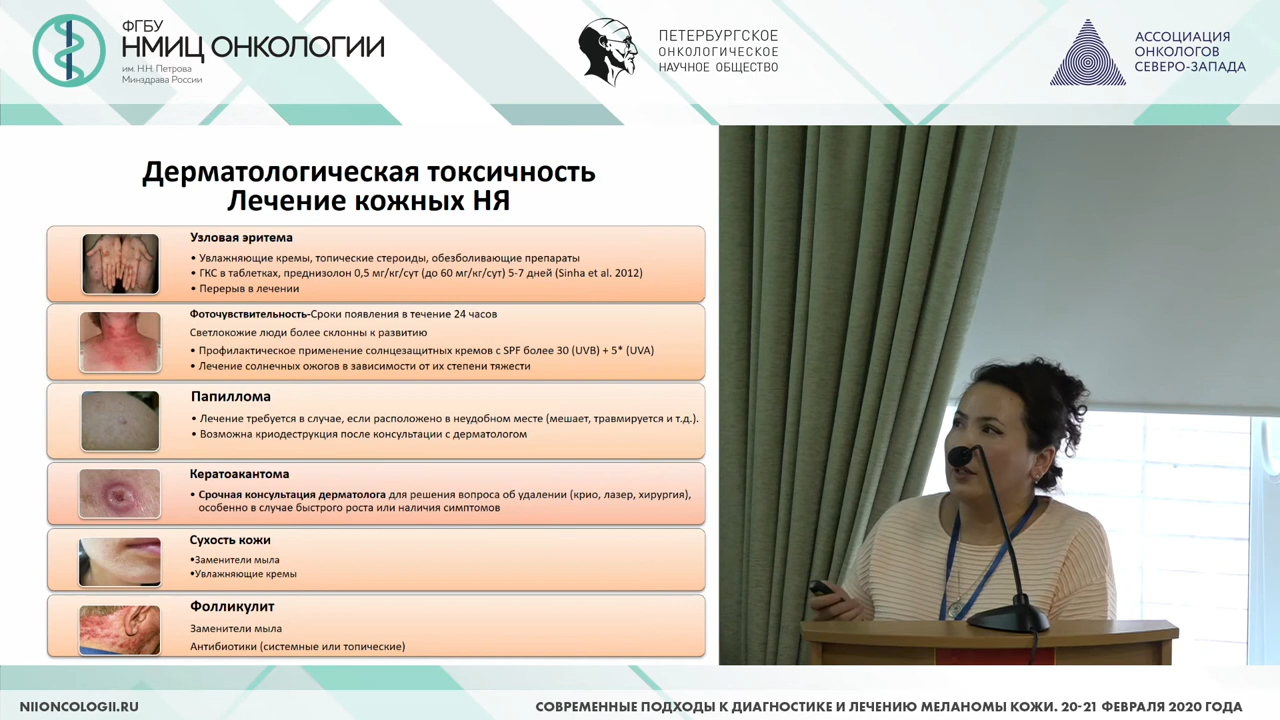 ФГБУ
НМИЦ ОНКОЛОГИИ
им. Н.Н. Петрова
Минздрава России
ПЕТЕРБУРГСКОЕ
ОНКОЛОГИЧЕСКОЕ
НАУЧНОЕ ОБЩЕСТВО
АССОЦИАЦИЯ
ОНКОЛОГОВ
СЕВЕРО-ЗАПАДА
Дерматологическая токсичность
Лечение кожных НЯ
Узловая эритема
• Увлажняющие кремы, топические стероиды, обезболивающие препараты
• ГКС в таблетках, преднизолон 0,5 мг/кг/сут (до 60 мг/кг/сут) 5-7 дней (Sinha et al. 2012)
• Перерыв в лечении
Фоточувствительность-Сроки появления в течение 24 часов
Светлокожие люди более склонны к развитию
• Профилактическое применение солнцезащитных кремов с SPF более 30 (UVB) + 5* (UVA)
• Лечение солнечных ожогов в зависимости от их степени тяжести
Папиллома
• Лечение требуется в случае, если расположено в неудобном месте (мешает, травмируется и т.д.).
• Возможна криодеструкция после консультации с дерматологом
Кератоакантома
• Срочная консультация дерматолога для решения вопроса об удалении (крио, лазер, хирургия),
особенно в случае быстрого роста или наличия симптомов
Сухость кожи
•Заменители мыла
•Увлажняющие кремы
Фолликулит
Заменители мыла
Антибиотики (системные или топические)
NIIONCOLOGII.RU
СОВРЕМЕННЫЕ ПОДХОДЫ К ДИАГНОСТИКЕ И ЛЕЧЕНИЮ МЕЛАНОМЫ КОЖИ. 20-21 ФЕВРАЛЯ 2020 ГОДА